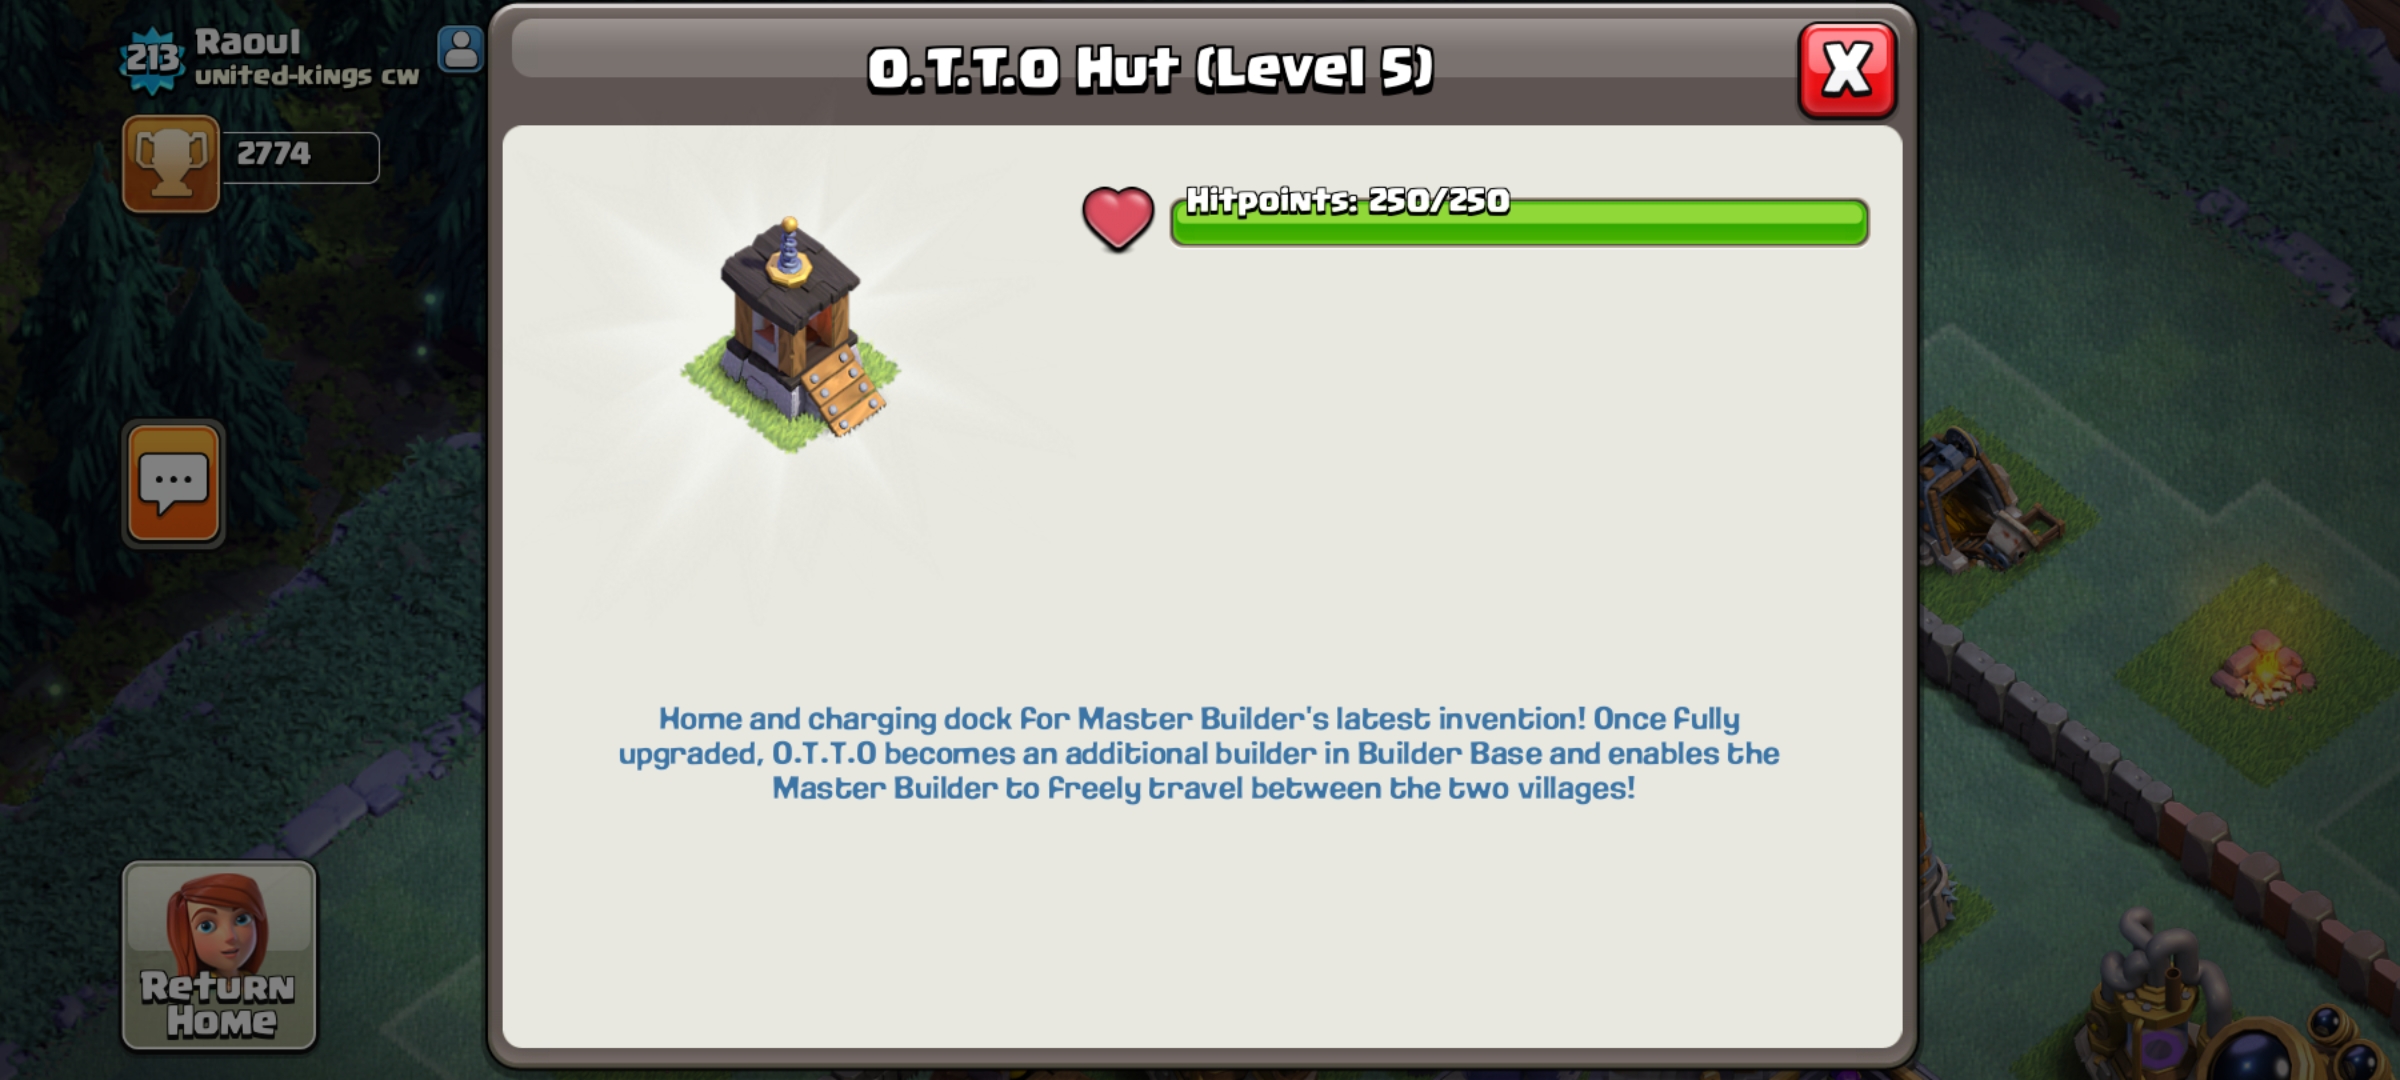 213
Raoul
united-kings cw
2774
Return
Home
O.T.T.O Hut (Level 5)
X
Hitpoints: 250/250
Home and charging dock for Master Builder's latest invention! Once fully
upgraded, O.T.T.O becomes an additional builder in Builder Base and enables the
Master Builder to freely travel between the two villages!